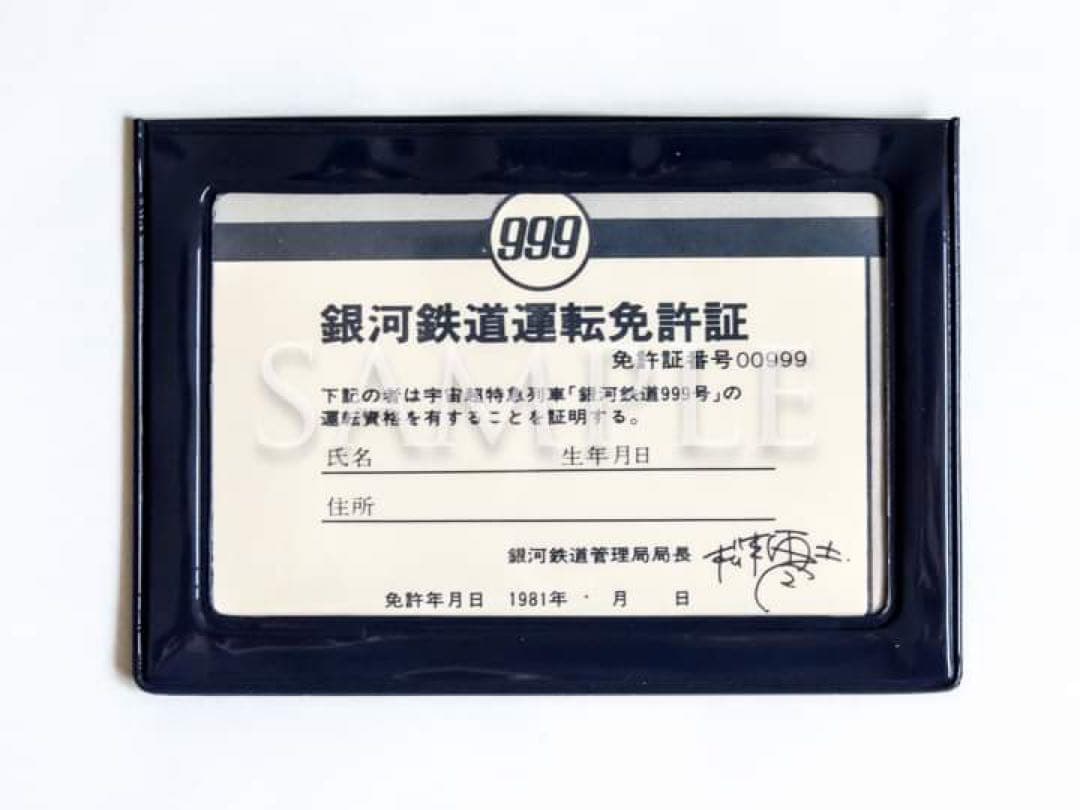 999
銀河鉄道運転免許証
免許証番号00999
下記の者は宇宙超特急列車「銀河鉄道999号」の
運転資格を有することを証明する。
SAMPLE
氏名 生年月日
住所
銀河鉄道管理局局長 松本零士
免許年月日 1981年 月 日